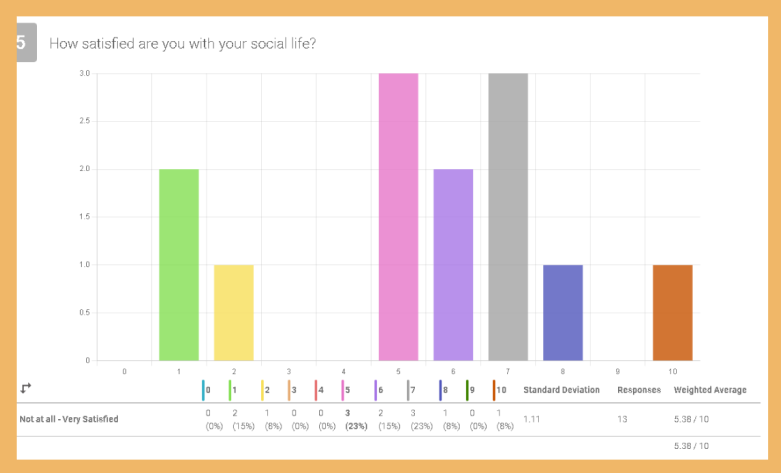 5 How satisfied are you with your social life?
3.0
2.5
2.0
1.5
1.0
0.5
0
0 1 2 3 4 5 6 7 8 9 10
0 1 2 3 4 5 6 7 8 9 10 Standard Deviation Responses Weighted Average
Not at all - Very Satisfied 0 (0%) 2 (15%) 1 (8%) 0 (0%) 0 (0%) 3 (23%) 2 (15%) 3 (23%) 1 (8%) 0 (0%) 1 (8%) 1.11 13 5.38 / 10
5.38 / 10